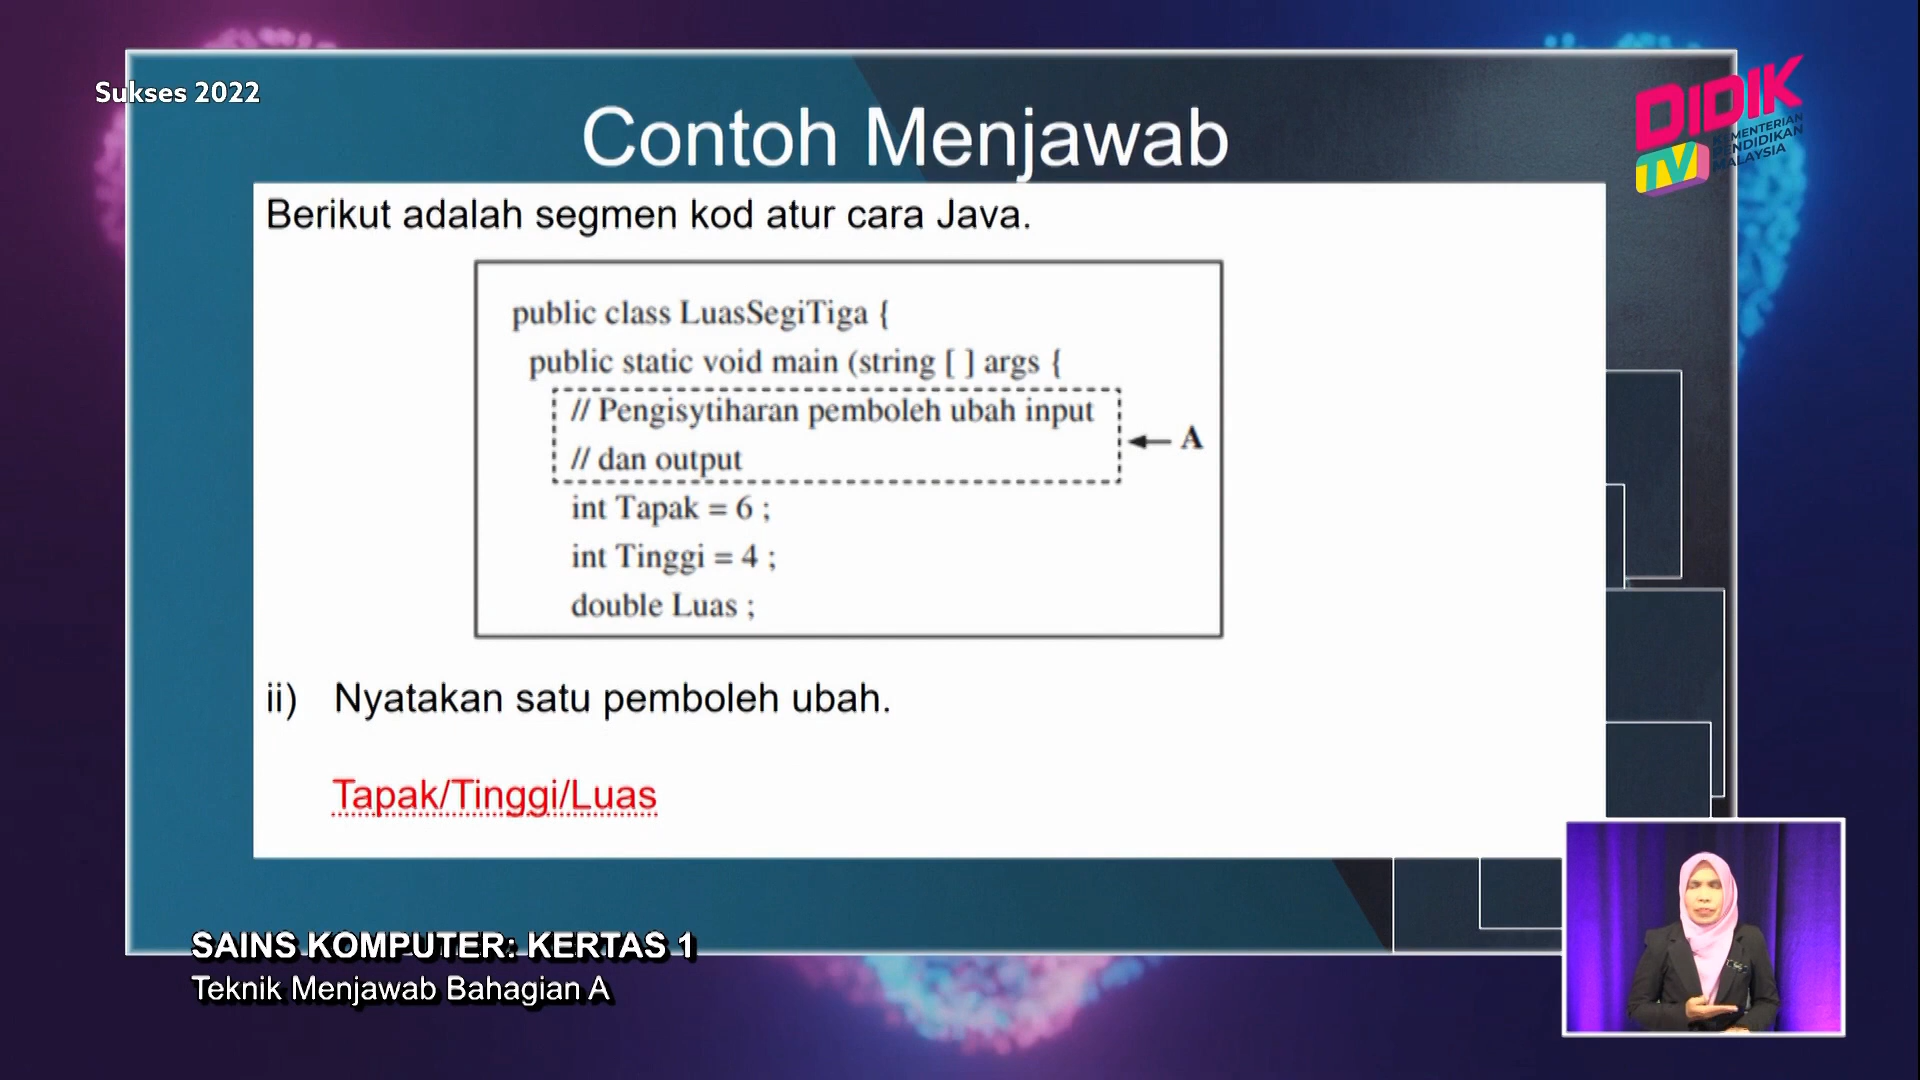 Sukses 2022
DIDIK
TV
KEMENTERIAN
PENDIDIKAN
MALAYSIA
Contoh Menjawab
Berikut adalah segmen kod atur cara Java.
public class LuasSegiTiga {
public static void main (string [ ] args {
// Pengisytiharan pemboleh ubah input
// dan output
A
int Tapak = 6 ;
int Tinggi = 4 ;
double Luas ;
ii) Nyatakan satu pemboleh ubah.
Tapak/Tinggi/Luas
SAINS KOMPUTER: KERTAS 1
Teknik Menjawab Bahagian A